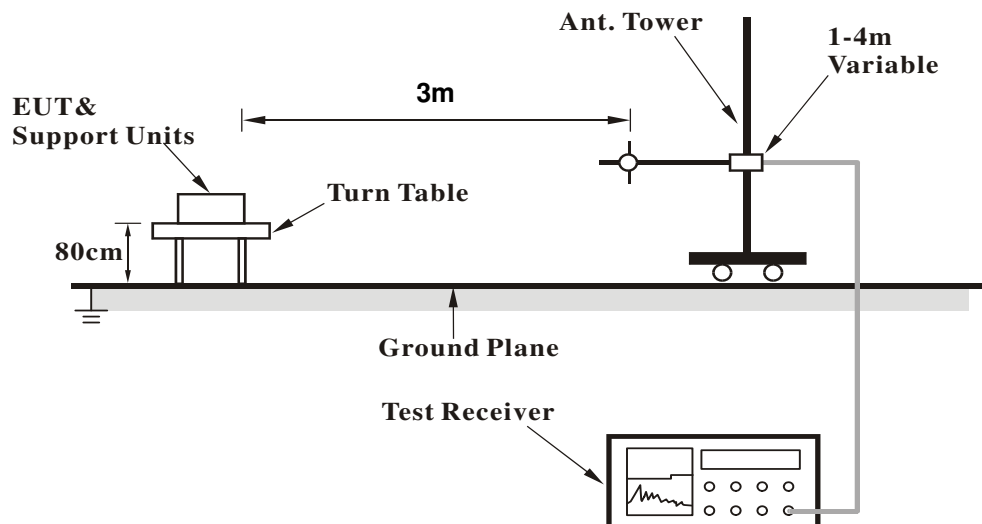 Ant. Tower
1-4m
Variable
3m
EUT&
Support Units
Turn Table
80cm
Ground Plane
Test Receiver